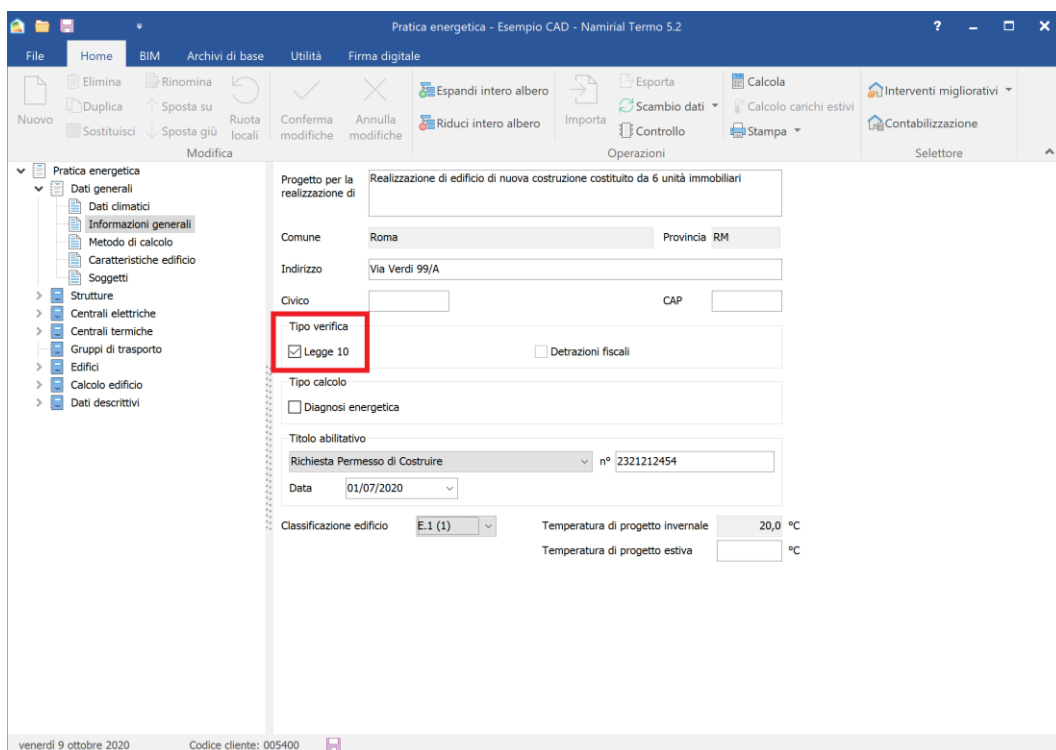 Pratica energetica - Esempio CAD - Namirial Termo 5.2
?
File Home BIM Archivi di base Utilità Firma digitale
Nuovo
Elimina
Duplica
Sostituisci
Rinomina
Sposta su
Sposta giù
Ruota locali
Modifica
Conferma modifiche
Annulla modifiche
Espandi intero albero
Riduci intero albero
Importa
Esporta
Scambio dati
Controllo
Calcola
Calcolo carichi estivi
Stampa
Operazioni
Interventi migliorativi
Contabilizzazione
Selettore
Pratica energetica
Dati generali
Dati climatici
Informazioni generali
Metodo di calcolo
Caratteristiche edificio
Soggetti
Strutture
Centrali elettriche
Centrali termiche
Gruppi di trasporto
Edifici
Calcolo edificio
Dati descrittivi
Progetto per la realizzazione di
Realizzazione di edificio di nuova costruzione costituito da 6 unità immobiliari
Comune Roma Provincia RM
Indirizzo Via Verdi 99/A
Civico CAP
Tipo verifica
Legge 10 Detrazioni fiscali
Tipo calcolo
Diagnosi energetica
Titolo abilitativo
Richiesta Permesso di Costruire n° 2321212454
Data 01/07/2020
Classificazione edificio E.1 (1) Temperatura di progetto invernale 20,0 °C
Temperatura di progetto estiva °C
venerdì 9 ottobre 2020 Codice cliente: 005400